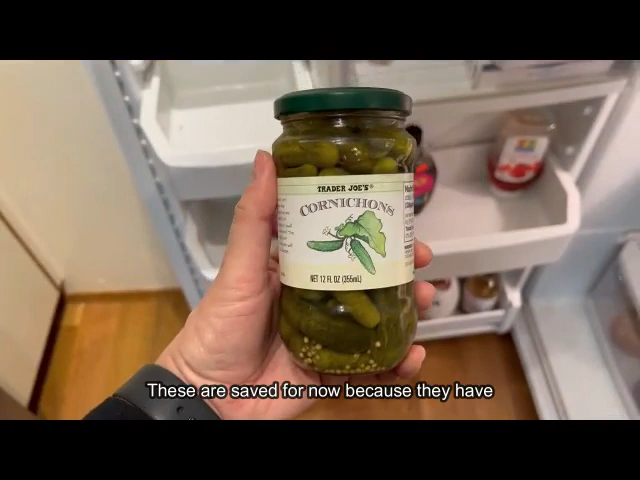 TRADER JOE'S®
CORNICHONS
NET 12 FL OZ (355mL)
These are saved for now because they have